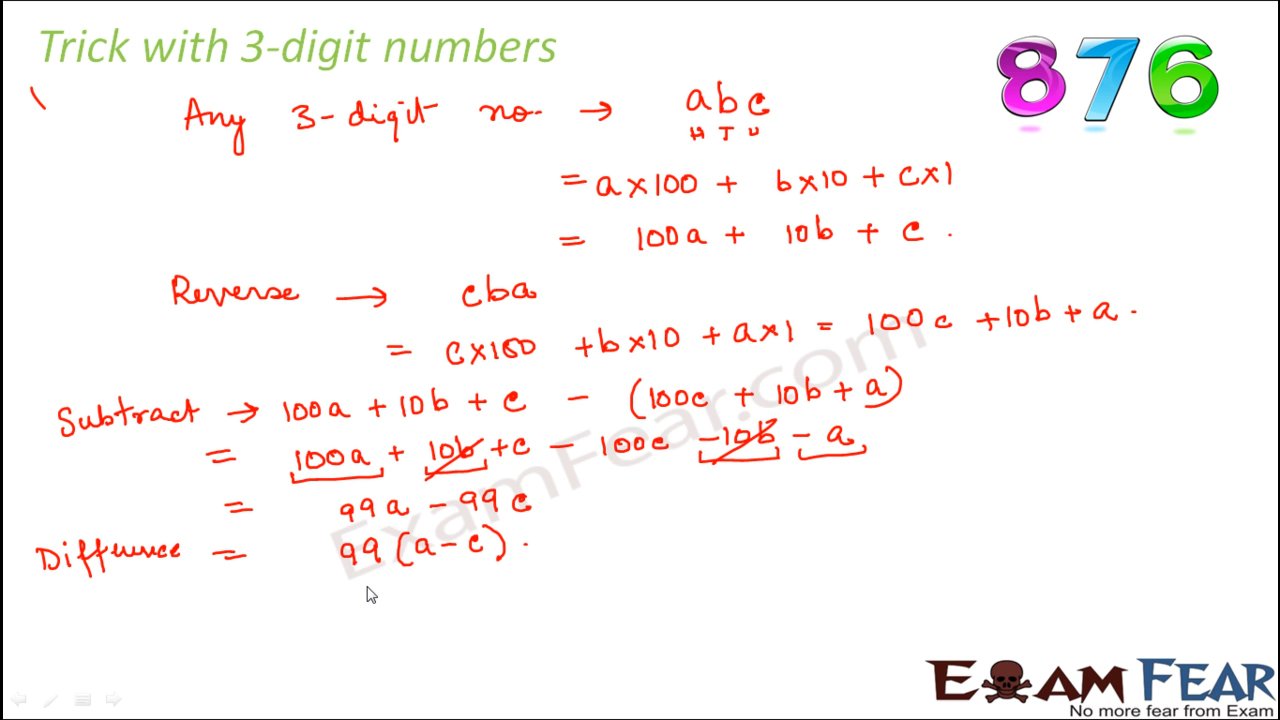 Trick with 3-digit numbers
876
Any 3-digit no. → abc
H T U
= a×100 + b×10 + c×1
= 100a + 10b + c .
Reverse → cba
= c×100 + b×10 + a×1 = 100c + 10b + a .
Subtract → 100a + 10b + c - (100c + 10b + a)
= 100a + 10b + c - 100c - 10b - a
= 99a - 99c
Difference = 99(a-c) .
ExamFear.com
EXAM FEAR
No more fear from Exam